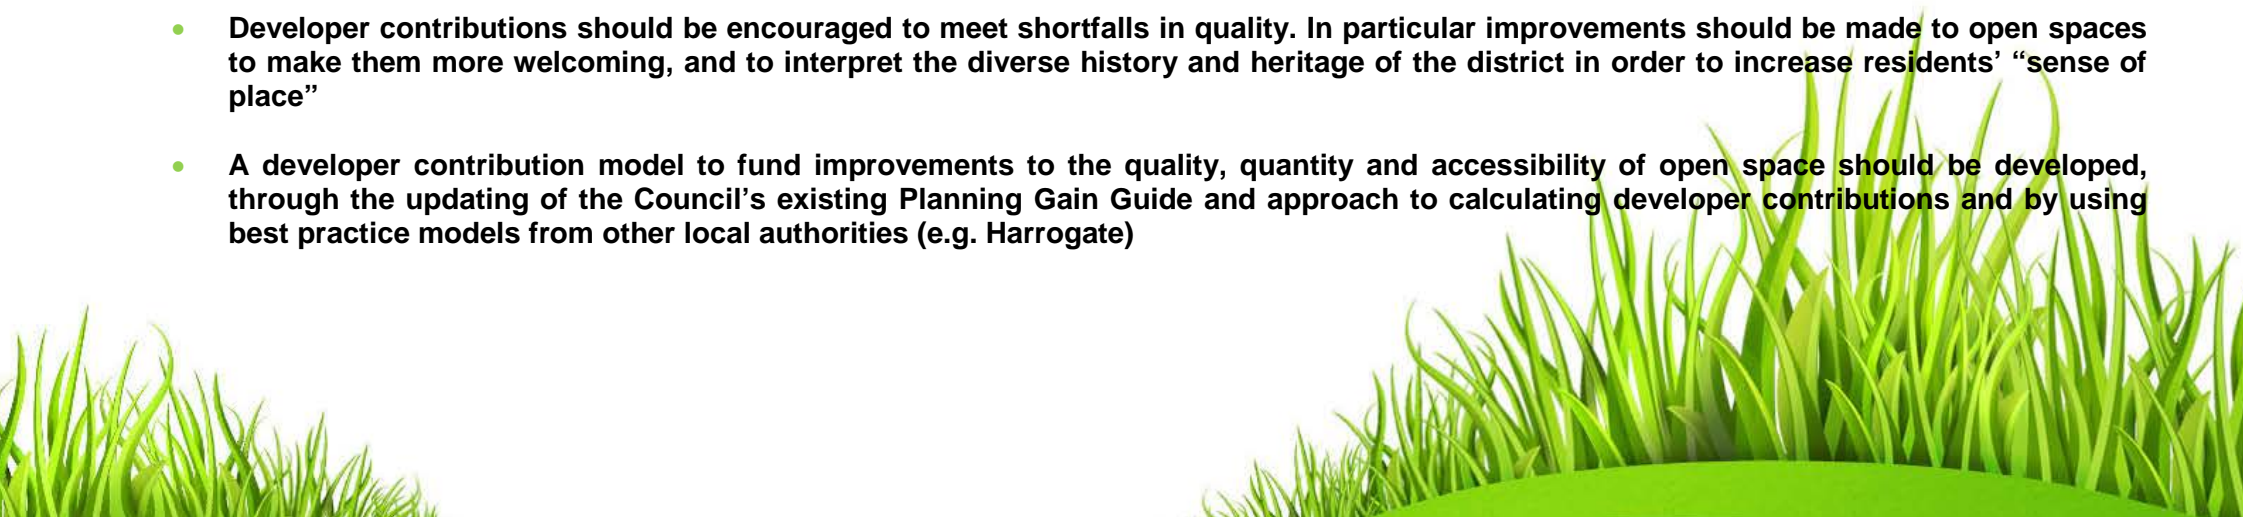 • Developer contributions should be encouraged to meet shortfalls in quality. In particular improvements should be made to open spaces
to make them more welcoming, and to interpret the diverse history and heritage of the district in order to increase residents’ “sense of
place”
• A developer contribution model to fund improvements to the quality, quantity and accessibility of open space should be developed,
through the updating of the Council’s existing Planning Gain Guide and approach to calculating developer contributions and by using
best practice models from other local authorities (e.g. Harrogate)